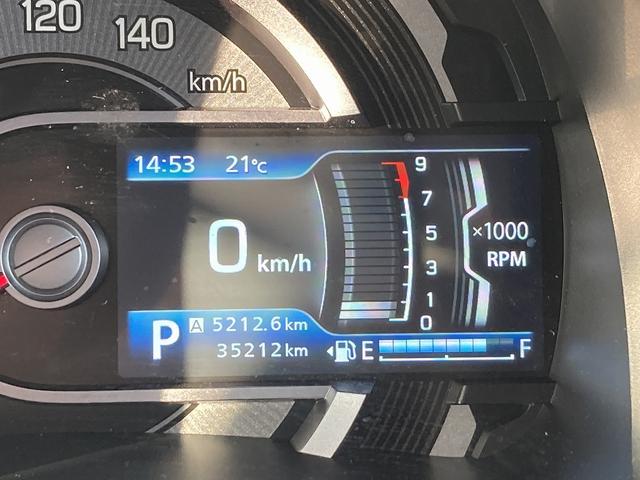 120
140
km/h
14:53 21℃
0 km/h
9
7
5
3
1
0
×1000
RPM
P
A 5212.6km
35212km
E F